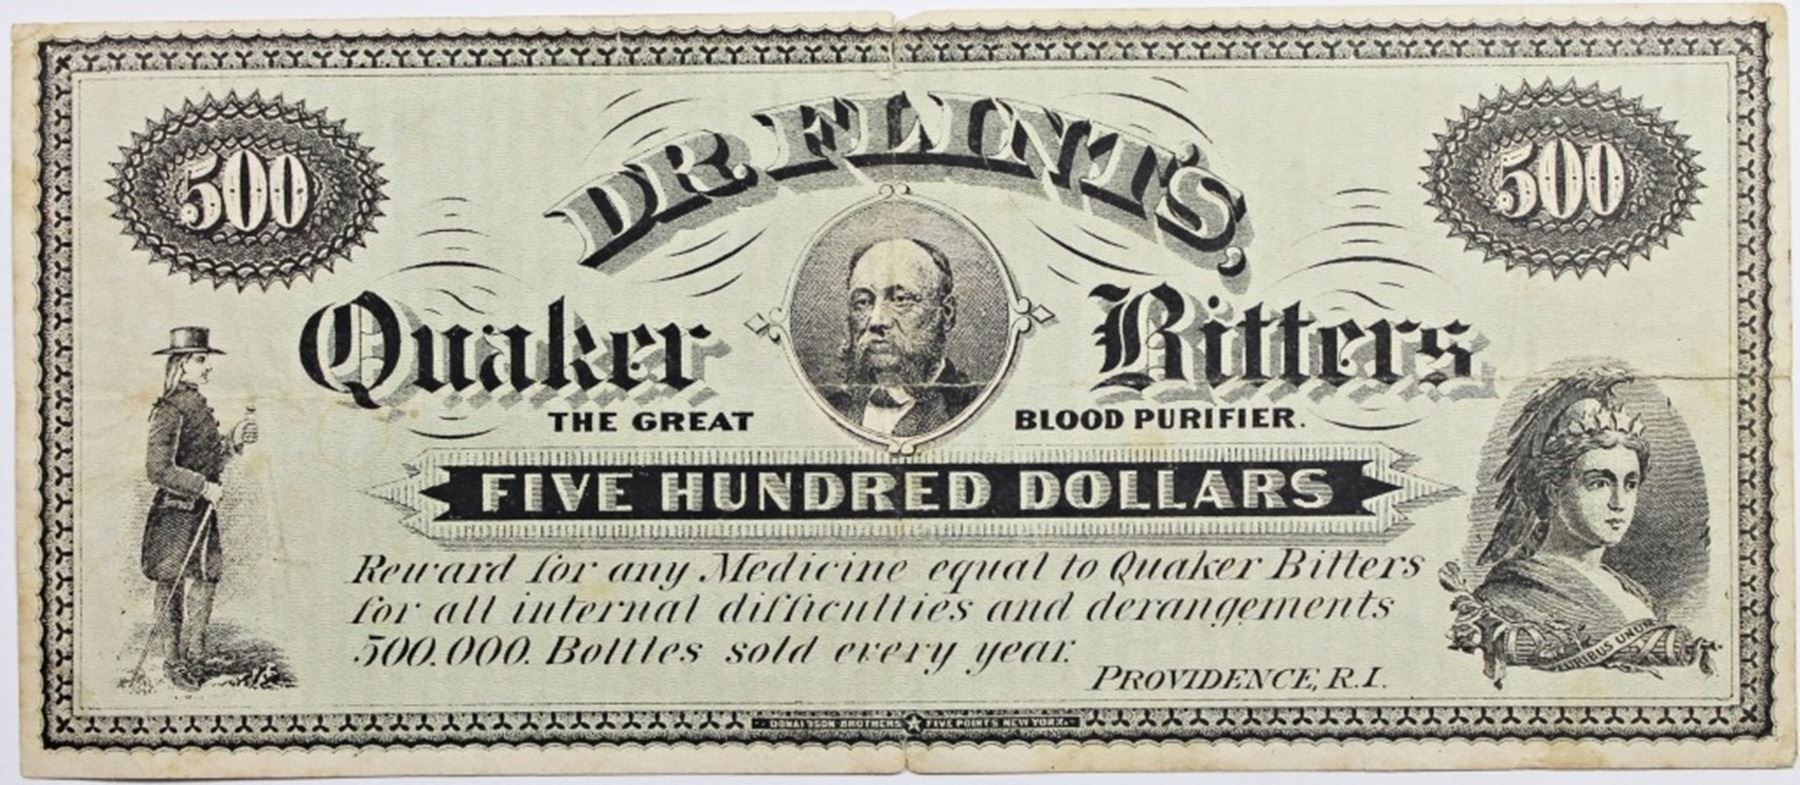 500
500
DR. FLINT'S,
Quaker Bitters
THE GREAT BLOOD PURIFIER.
FIVE HUNDRED DOLLARS
Reward for any Medicine equal to Quaker Bitters
for all internal difficulties and derangements
500.000. Bottles sold every year.
PROVIDENCE, R.I.
PLURIBUS UNUM
DONALDSON BROTHERS ★ FIVE POINTS NEW YORK.